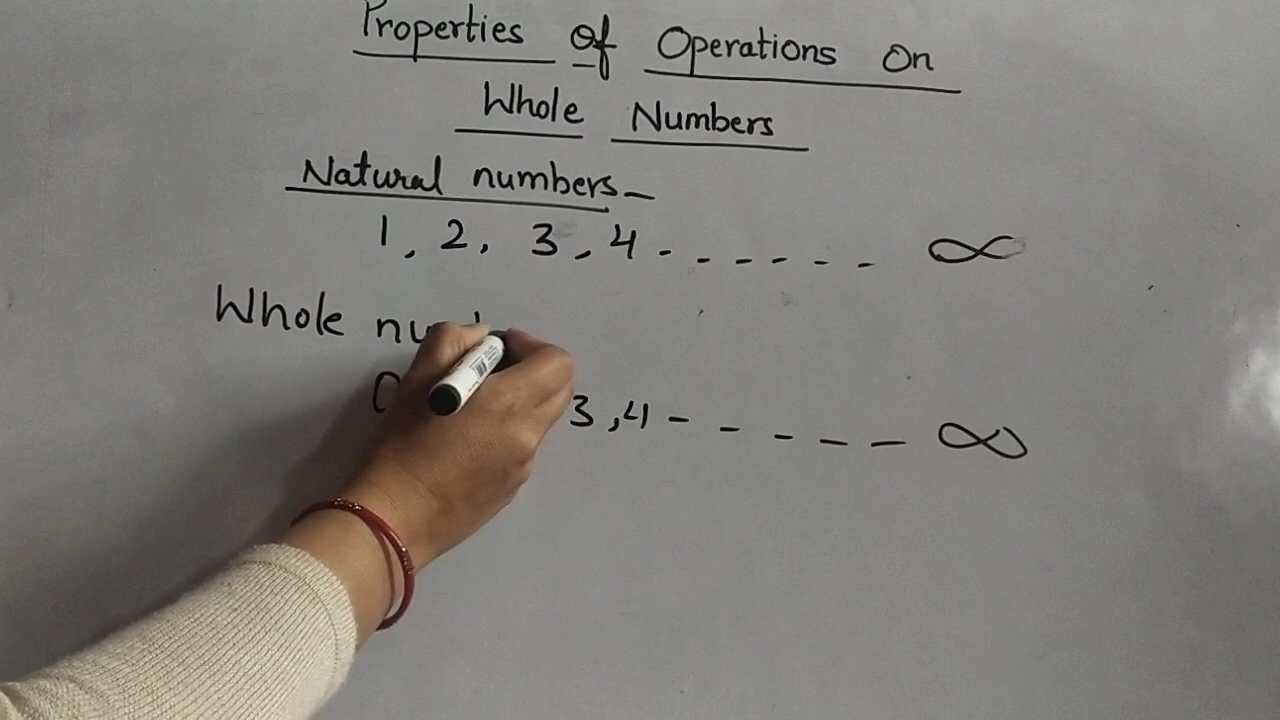 Properties of Operations On
Whole Numbers
Natural numbers-
1, 2, 3, 4 - - - - - - ∞
Whole
3, 4 - - - - - ∞